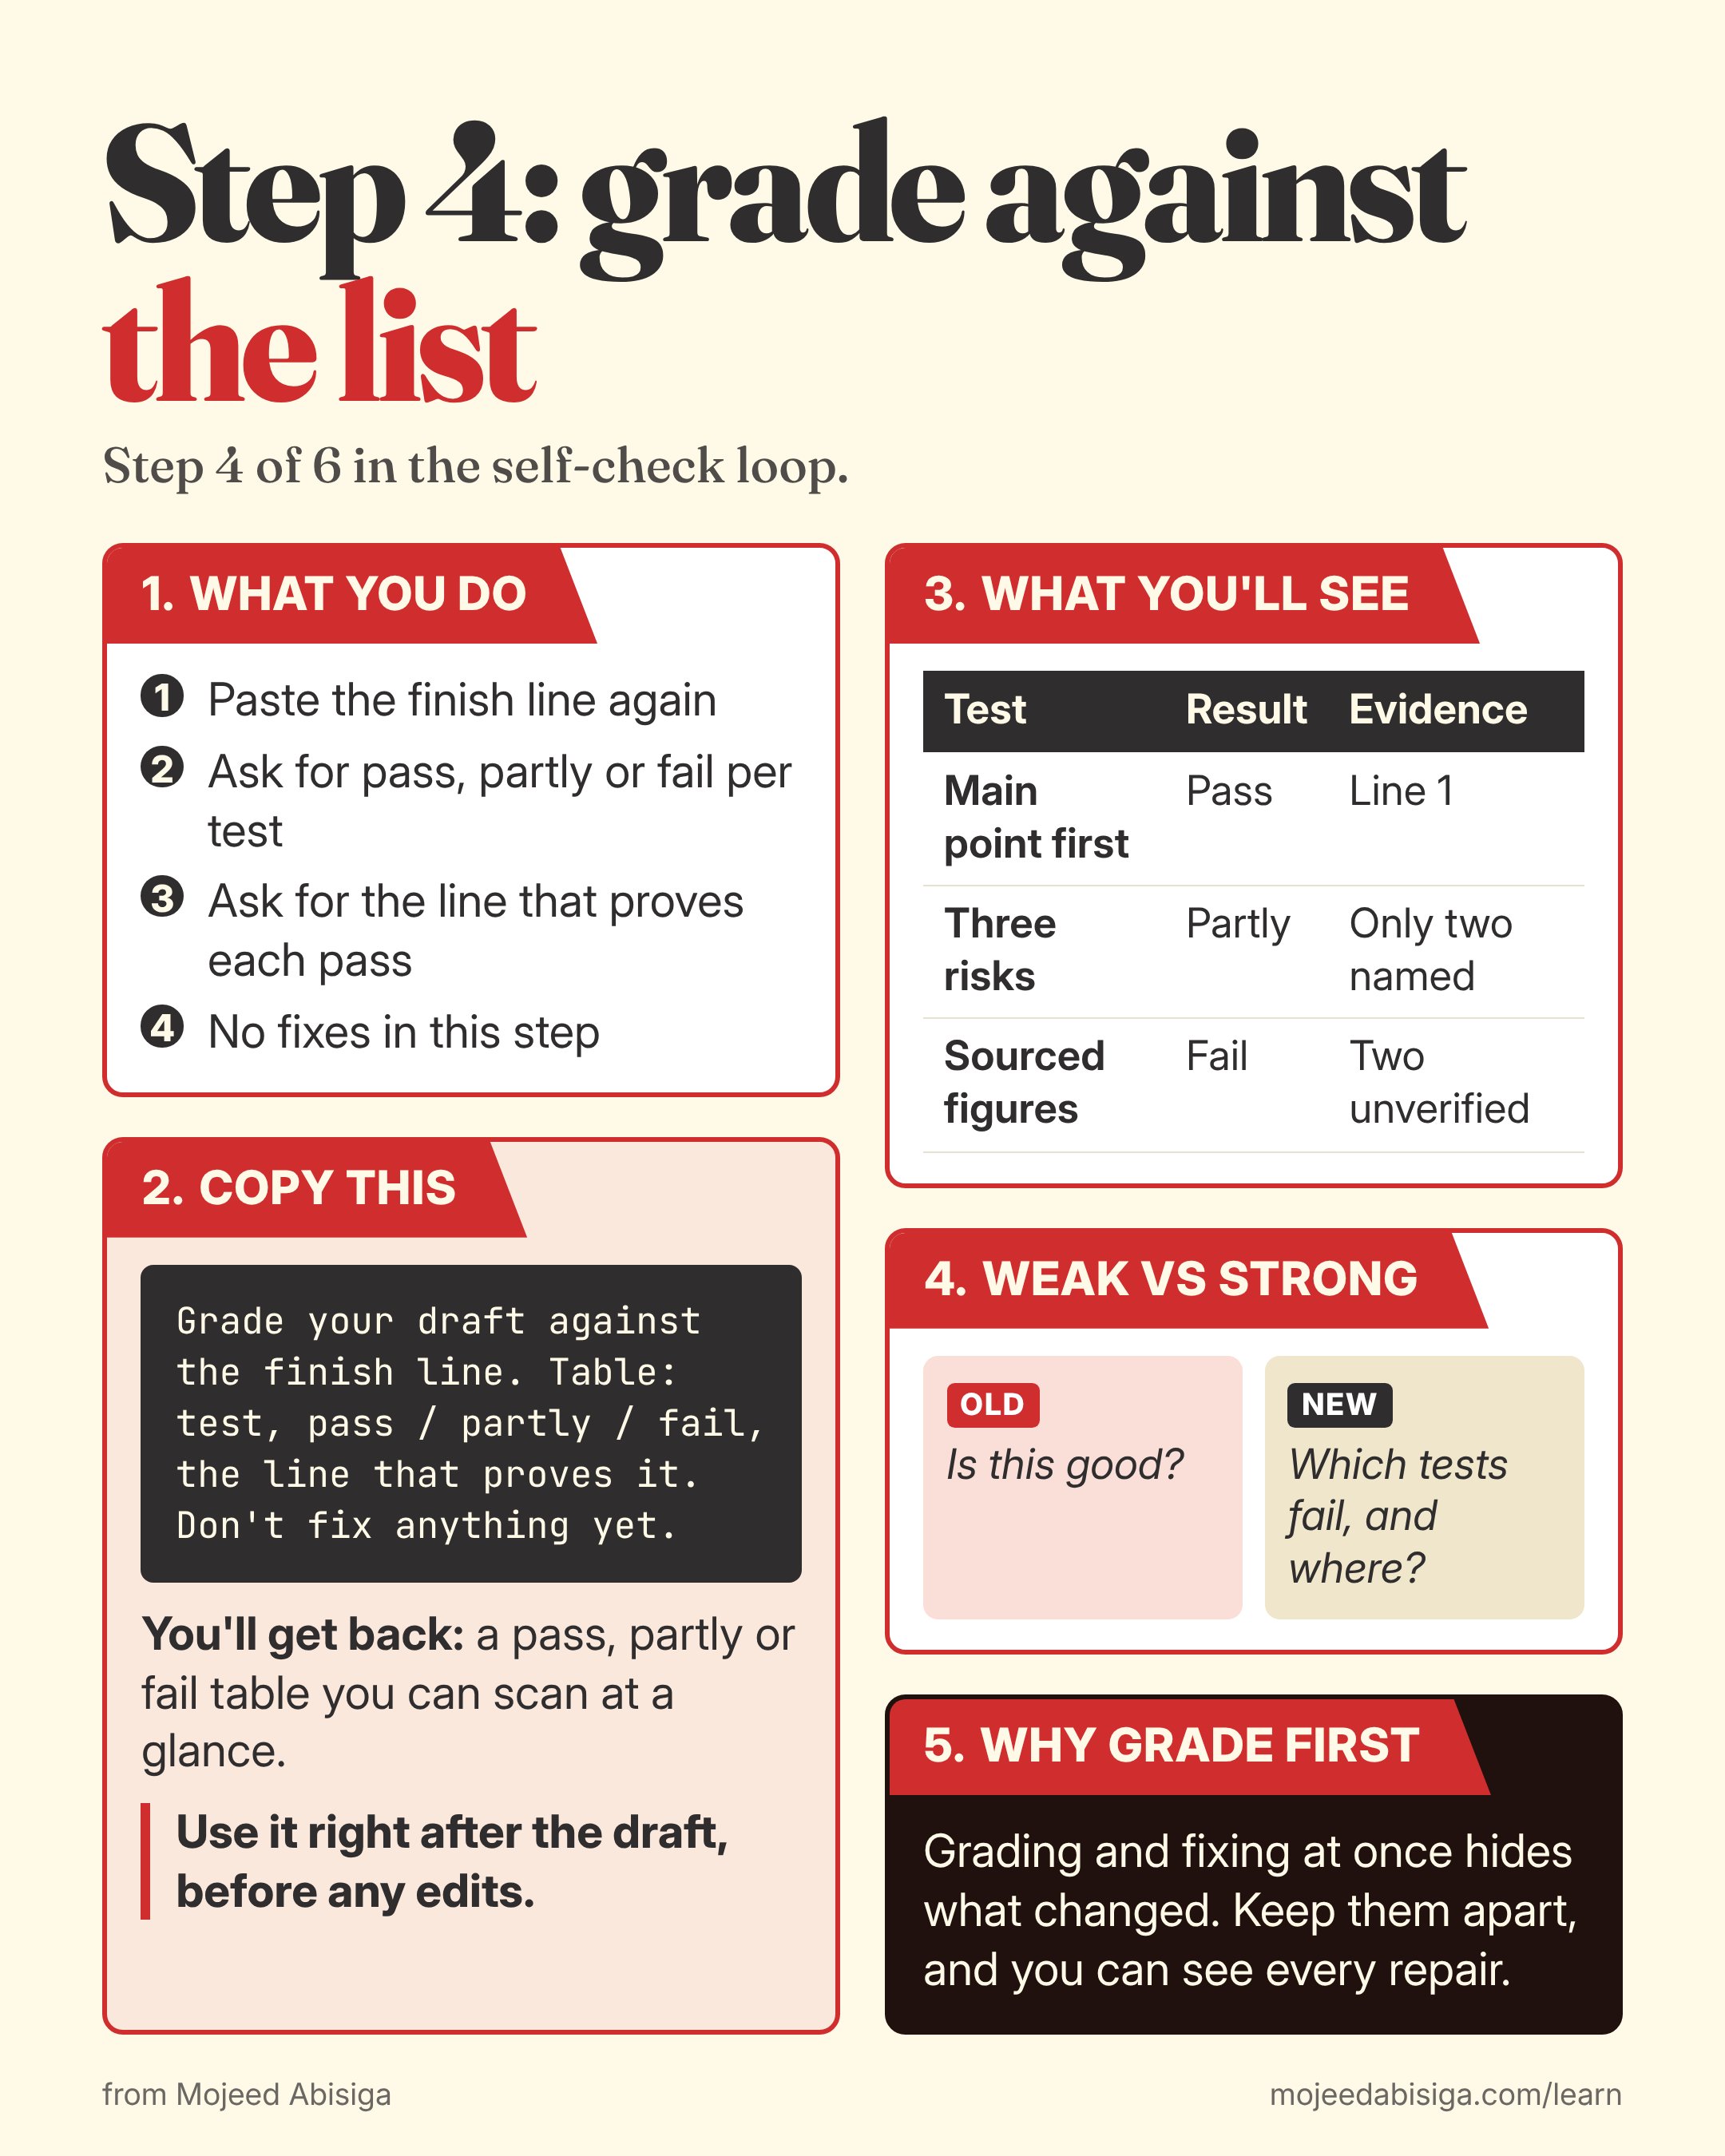 Step 4: grade against
the list
Step 4 of 6 in the self-check loop.
1. WHAT YOU DO
1 Paste the finish line again
2 Ask for pass, partly or fail per
test
3 Ask for the line that proves
each pass
4 No fixes in this step
2. COPY THIS
Grade your draft against
the finish line. Table:
test, pass / partly / fail,
the line that proves it.
Don't fix anything yet.
You'll get back: a pass, partly or
fail table you can scan at a
glance.
Use it right after the draft,
before any edits.
3. WHAT YOU'LL SEE
Test Result Evidence
Main Pass Line 1
point first
Three Partly Only two
risks named
Sourced Fail Two
figures unverified
4. WEAK VS STRONG
OLD
Is this good?
NEW
Which tests
fail, and
where?
5. WHY GRADE FIRST
Grading and fixing at once hides
what changed. Keep them apart,
and you can see every repair.
from Mojeed Abisiga
mojeedabisiga.com/learn